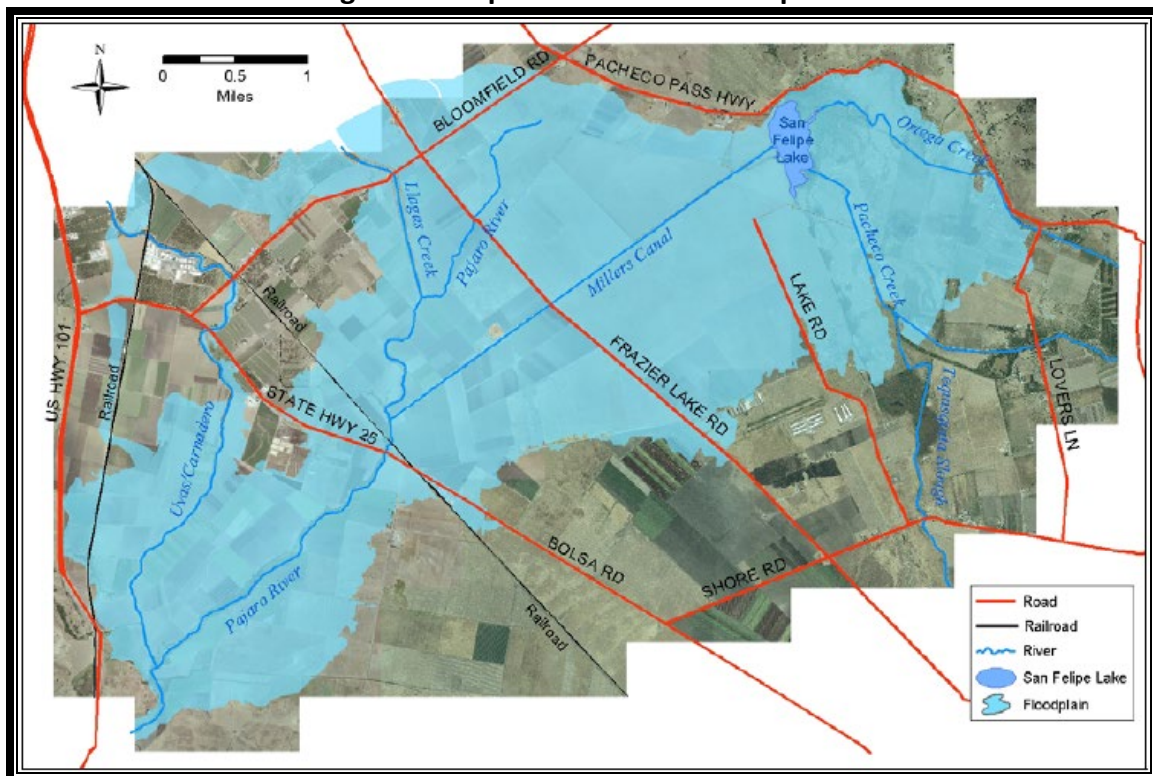 N
0 0.5 1
Miles
BLOOMFIELD RD
PACHECO PASS HWY
San
Felipe
Lake
Ortega Creek
Llagas Creek
Pajaro River
Millers Canal
Pacheco Creek
LAKE RD
Railroad
US HWY 101
Railroad
Uvas/Carnadero
STATE HWY 25
FRAZIER LAKE RD
LOVERS LN
Tequisquita Slough
Pajaro River
BOLSA RD
SHORE RD
Railroad
Road
Railroad
River
San Felipe Lake
Floodplain